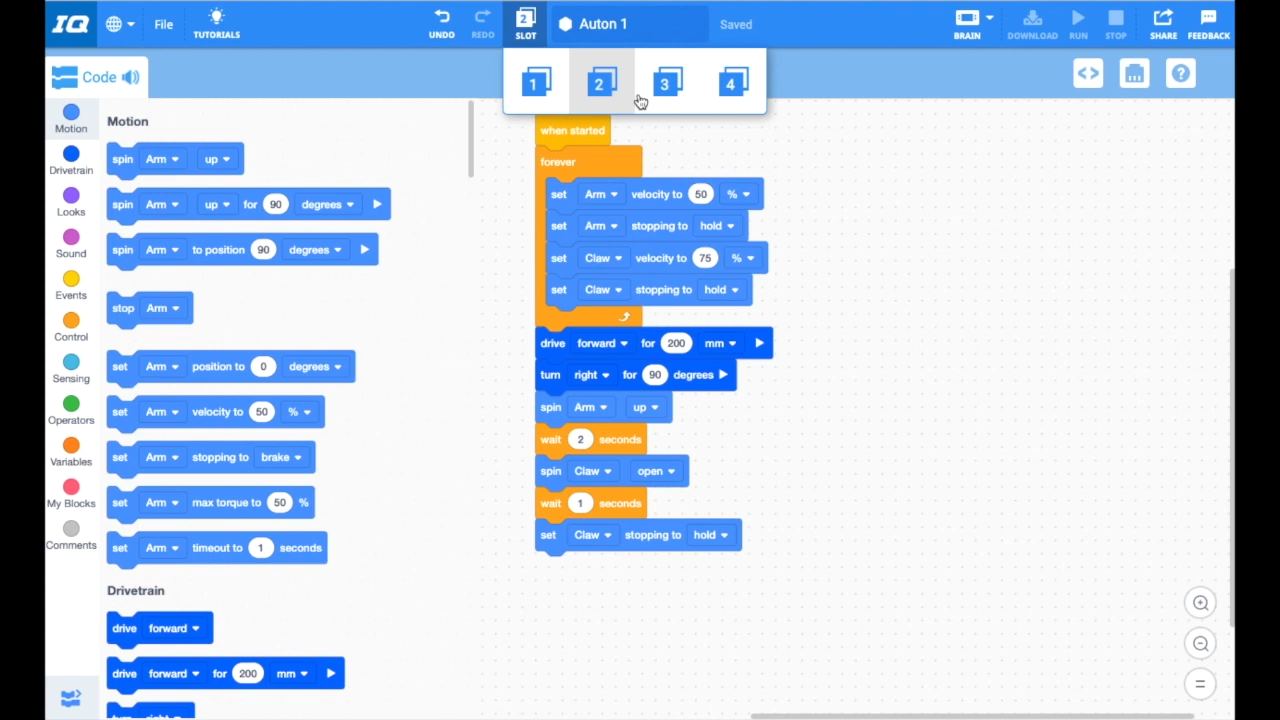 IQ
File
TUTORIALS
UNDO
REDO
2
SLOT
Auton 1
Saved
BRAIN
DOWNLOAD
RUN
STOP
SHARE
FEEDBACK
Code
1
2
3
4
<>
?
Motion
Drivetrain
Looks
Sound
Events
Control
Sensing
Operators
Variables
My Blocks
Comments
Motion
spin Arm up
spin Arm up for 90 degrees
spin Arm to position 90 degrees
stop Arm
set Arm position to 0 degrees
set Arm velocity to 50 %
set Arm stopping to brake
set Arm max torque to 50 %
set Arm timeout to 1 seconds
Drivetrain
drive forward
drive forward for 200 mm
turn right
when started
forever
set Arm velocity to 50 %
set Arm stopping to hold
set Claw velocity to 75 %
set Claw stopping to hold
drive forward for 200 mm
turn right for 90 degrees
spin Arm up
wait 2 seconds
spin Claw open
wait 1 seconds
set Claw stopping to hold